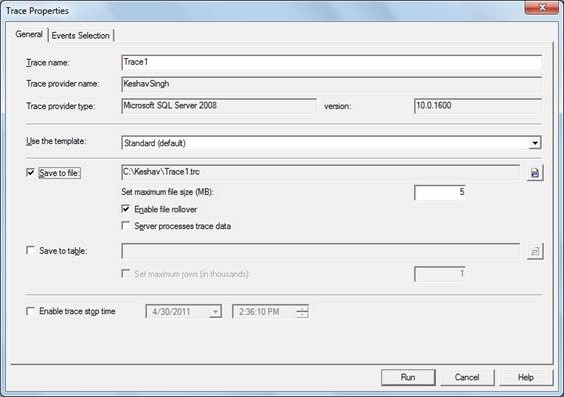 Trace Properties
General Events Selection
Trace name: Trace1
Trace provider name: KeshavSingh
Trace provider type: Microsoft SQL Server 2008 version: 10.0.1600
Use the template: Standard (default)
Save to file: C:\Keshav\Trace1.trc
Set maximum file size (MB): 5
Enable file rollover
Server processes trace data
Save to table:
Set maximum rows (in thousands): 1
Enable trace stop time 4/30/2011 2:36:10 PM
Run Cancel Help